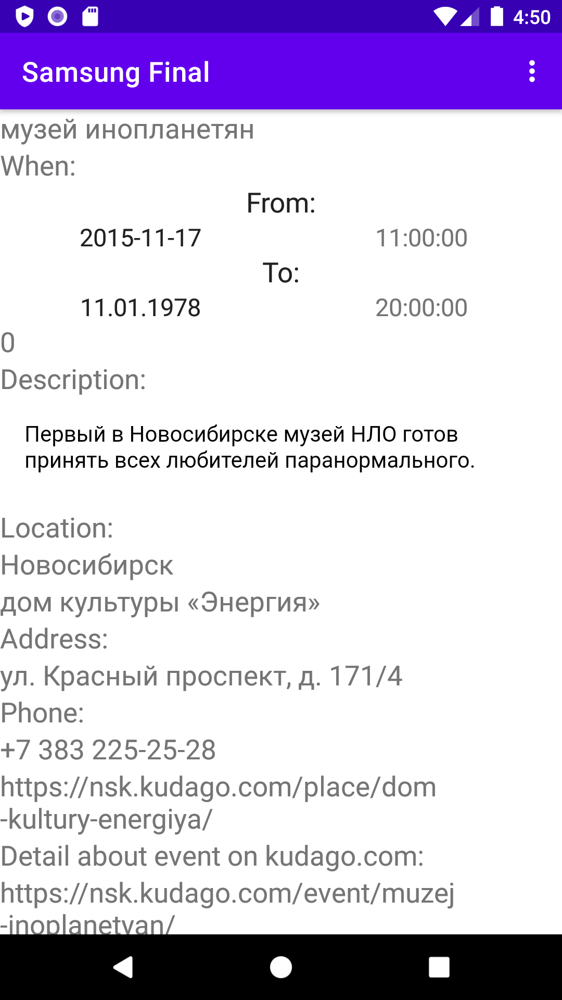 4:50
Samsung Final
музей инопланетян
When:
From:
2015-11-17 11:00:00
To:
11.01.1978 20:00:00
0
Description:
Первый в Новосибирске музей НЛО готов
принять всех любителей паранормального.
Location:
Новосибирск
дом культуры «Энергия»
Address:
ул. Красный проспект, д. 171/4
Phone:
+7 383 225-25-28
https://nsk.kudago.com/place/dom
-kultury-energiya/
Detail about event on kudago.com:
https://nsk.kudago.com/event/muzej
-inoplanetyan/